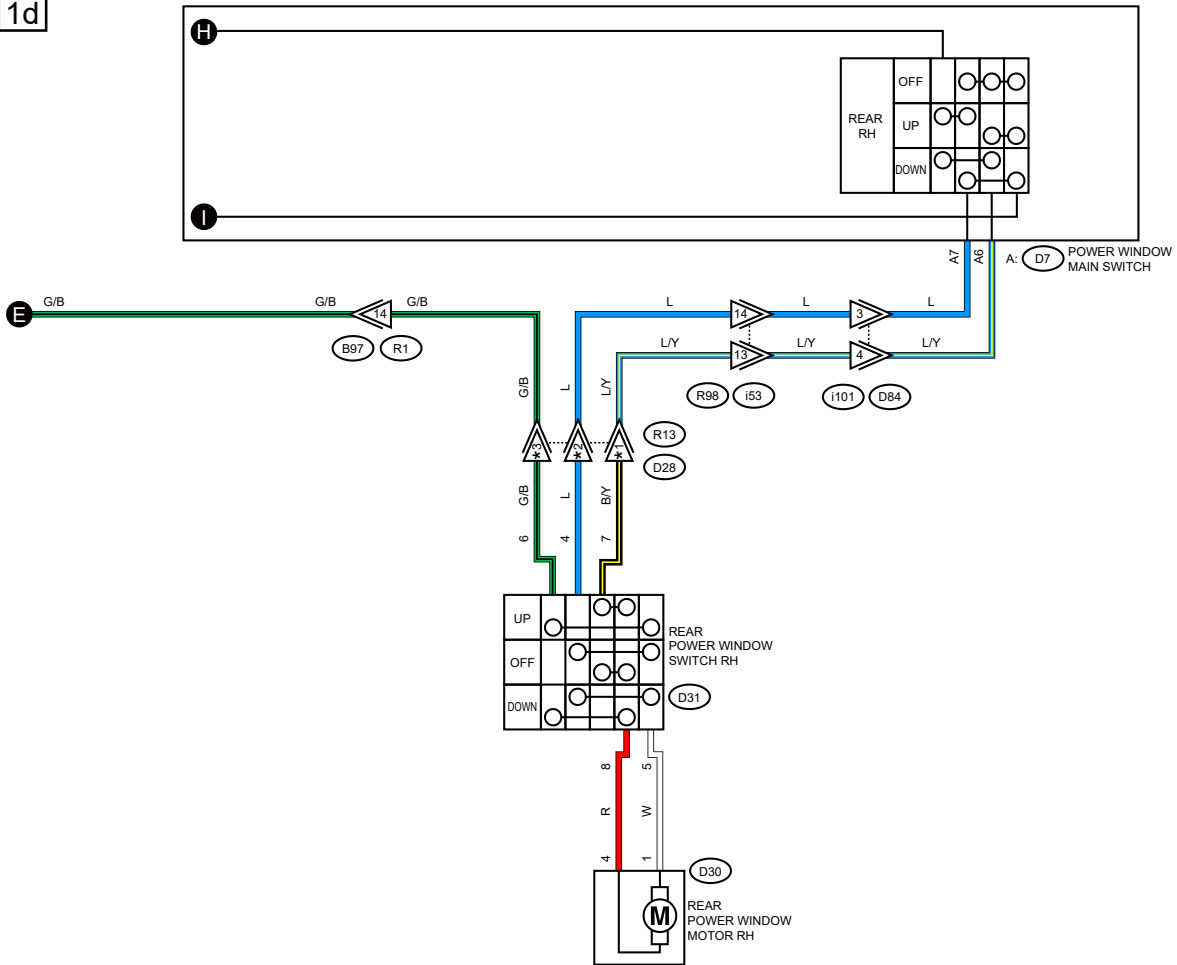 1d
H
OFF
REAR
RH
UP
DOWN
I
A7
A6
A:
D7
POWER WINDOW
MAIN SWITCH
E
G/B
G/B
14
G/B
L
14
L
3
L
B97
R1
L/Y
13
L/Y
4
L/Y
R98
i53
i101
D84
G/B
L
L/Y
*3
*2
*1
R13
D28
G/B
L
B/Y
6
4
7
UP
OFF
DOWN
REAR
POWER WINDOW
SWITCH RH
D31
8
5
R
W
4
1
D30
M
REAR
POWER WINDOW
MOTOR RH